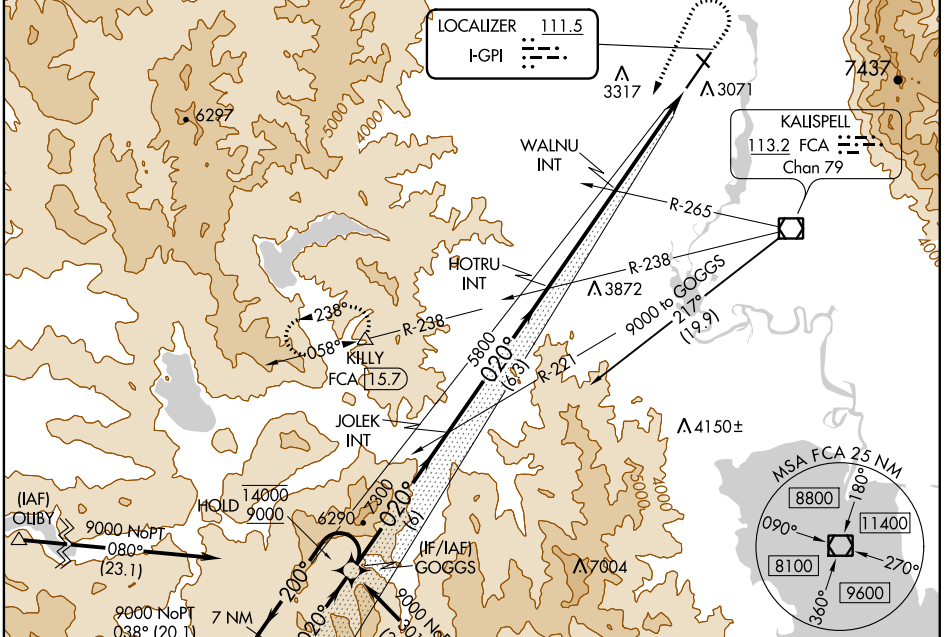 LOCALIZER 111.5
I-GPI
3317
3071
7437
6297
5000
4000
KALISPELL
113.2 FCA
Chan 79
WALNU
INT
R-265
HOTRU
INT
R-238
3872
9000 to GOGGS
217°
(19.9)
238°
058°
R-238
KILLY
FCA 15.7
5800
020°
(6.3)
R-221
4000
JOLEK
INT
4150±
MSA FCA 25 NM
8800
180°
090°
11400
8100
270°
360°
9600
(IAF)
OLIBY
9000 NoPT
080°
(23.1)
HOLD 14000
9000
6290
7300
020°
(6)
(IF/IAF)
GOGGS
7004
5000
4000
200°
7 NM
020°
9000 NoPT
038° (20.1)
9000 NoPT